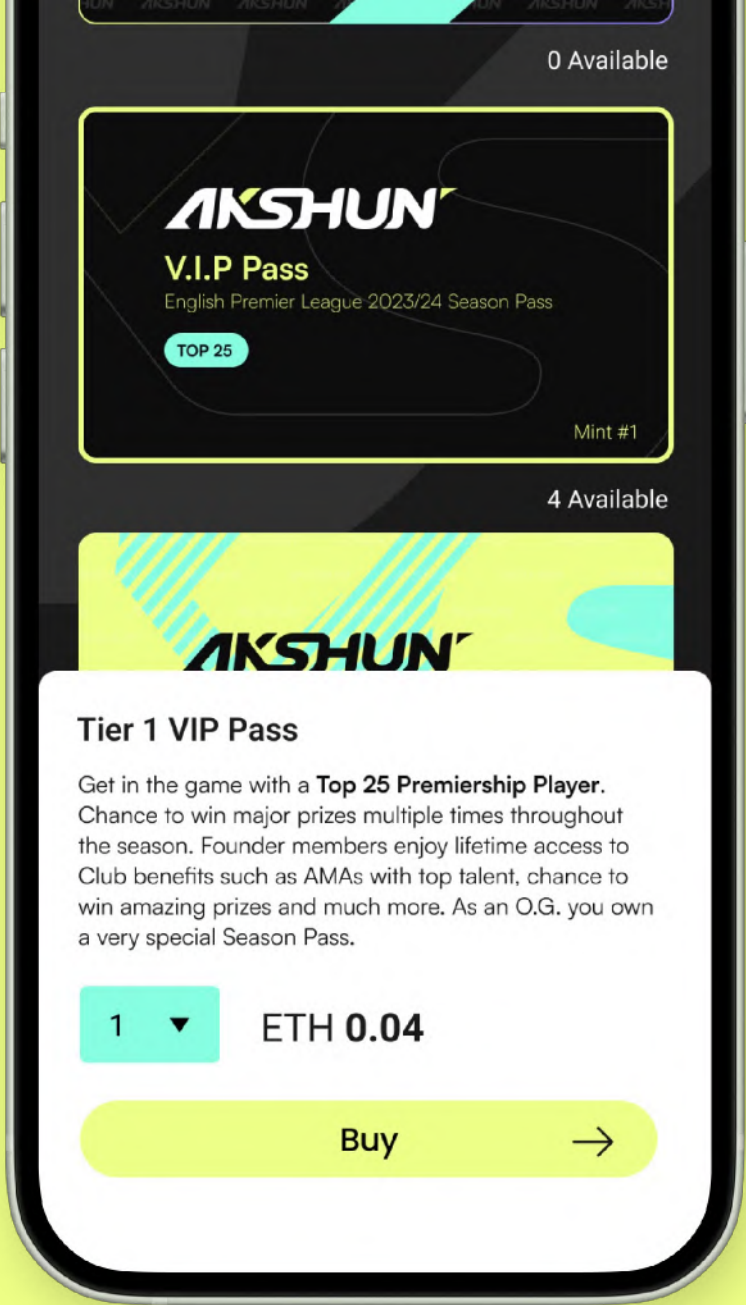 AKSHUN AKSHUN
0 Available
AKSHUN
V.I.P Pass
English Premier League 2023/24 Season Pass
TOP 25
Mint #1
4 Available
AKSHUN
Tier 1 VIP Pass
Get in the game with a Top 25 Premiership Player.
Chance to win major prizes multiple times throughout
the season. Founder members enjoy lifetime access to
Club benefits such as AMAs with top talent, chance to
win amazing prizes and much more. As an O.G. you own
a very special Season Pass.
1 ▼ ETH 0.04
Buy →